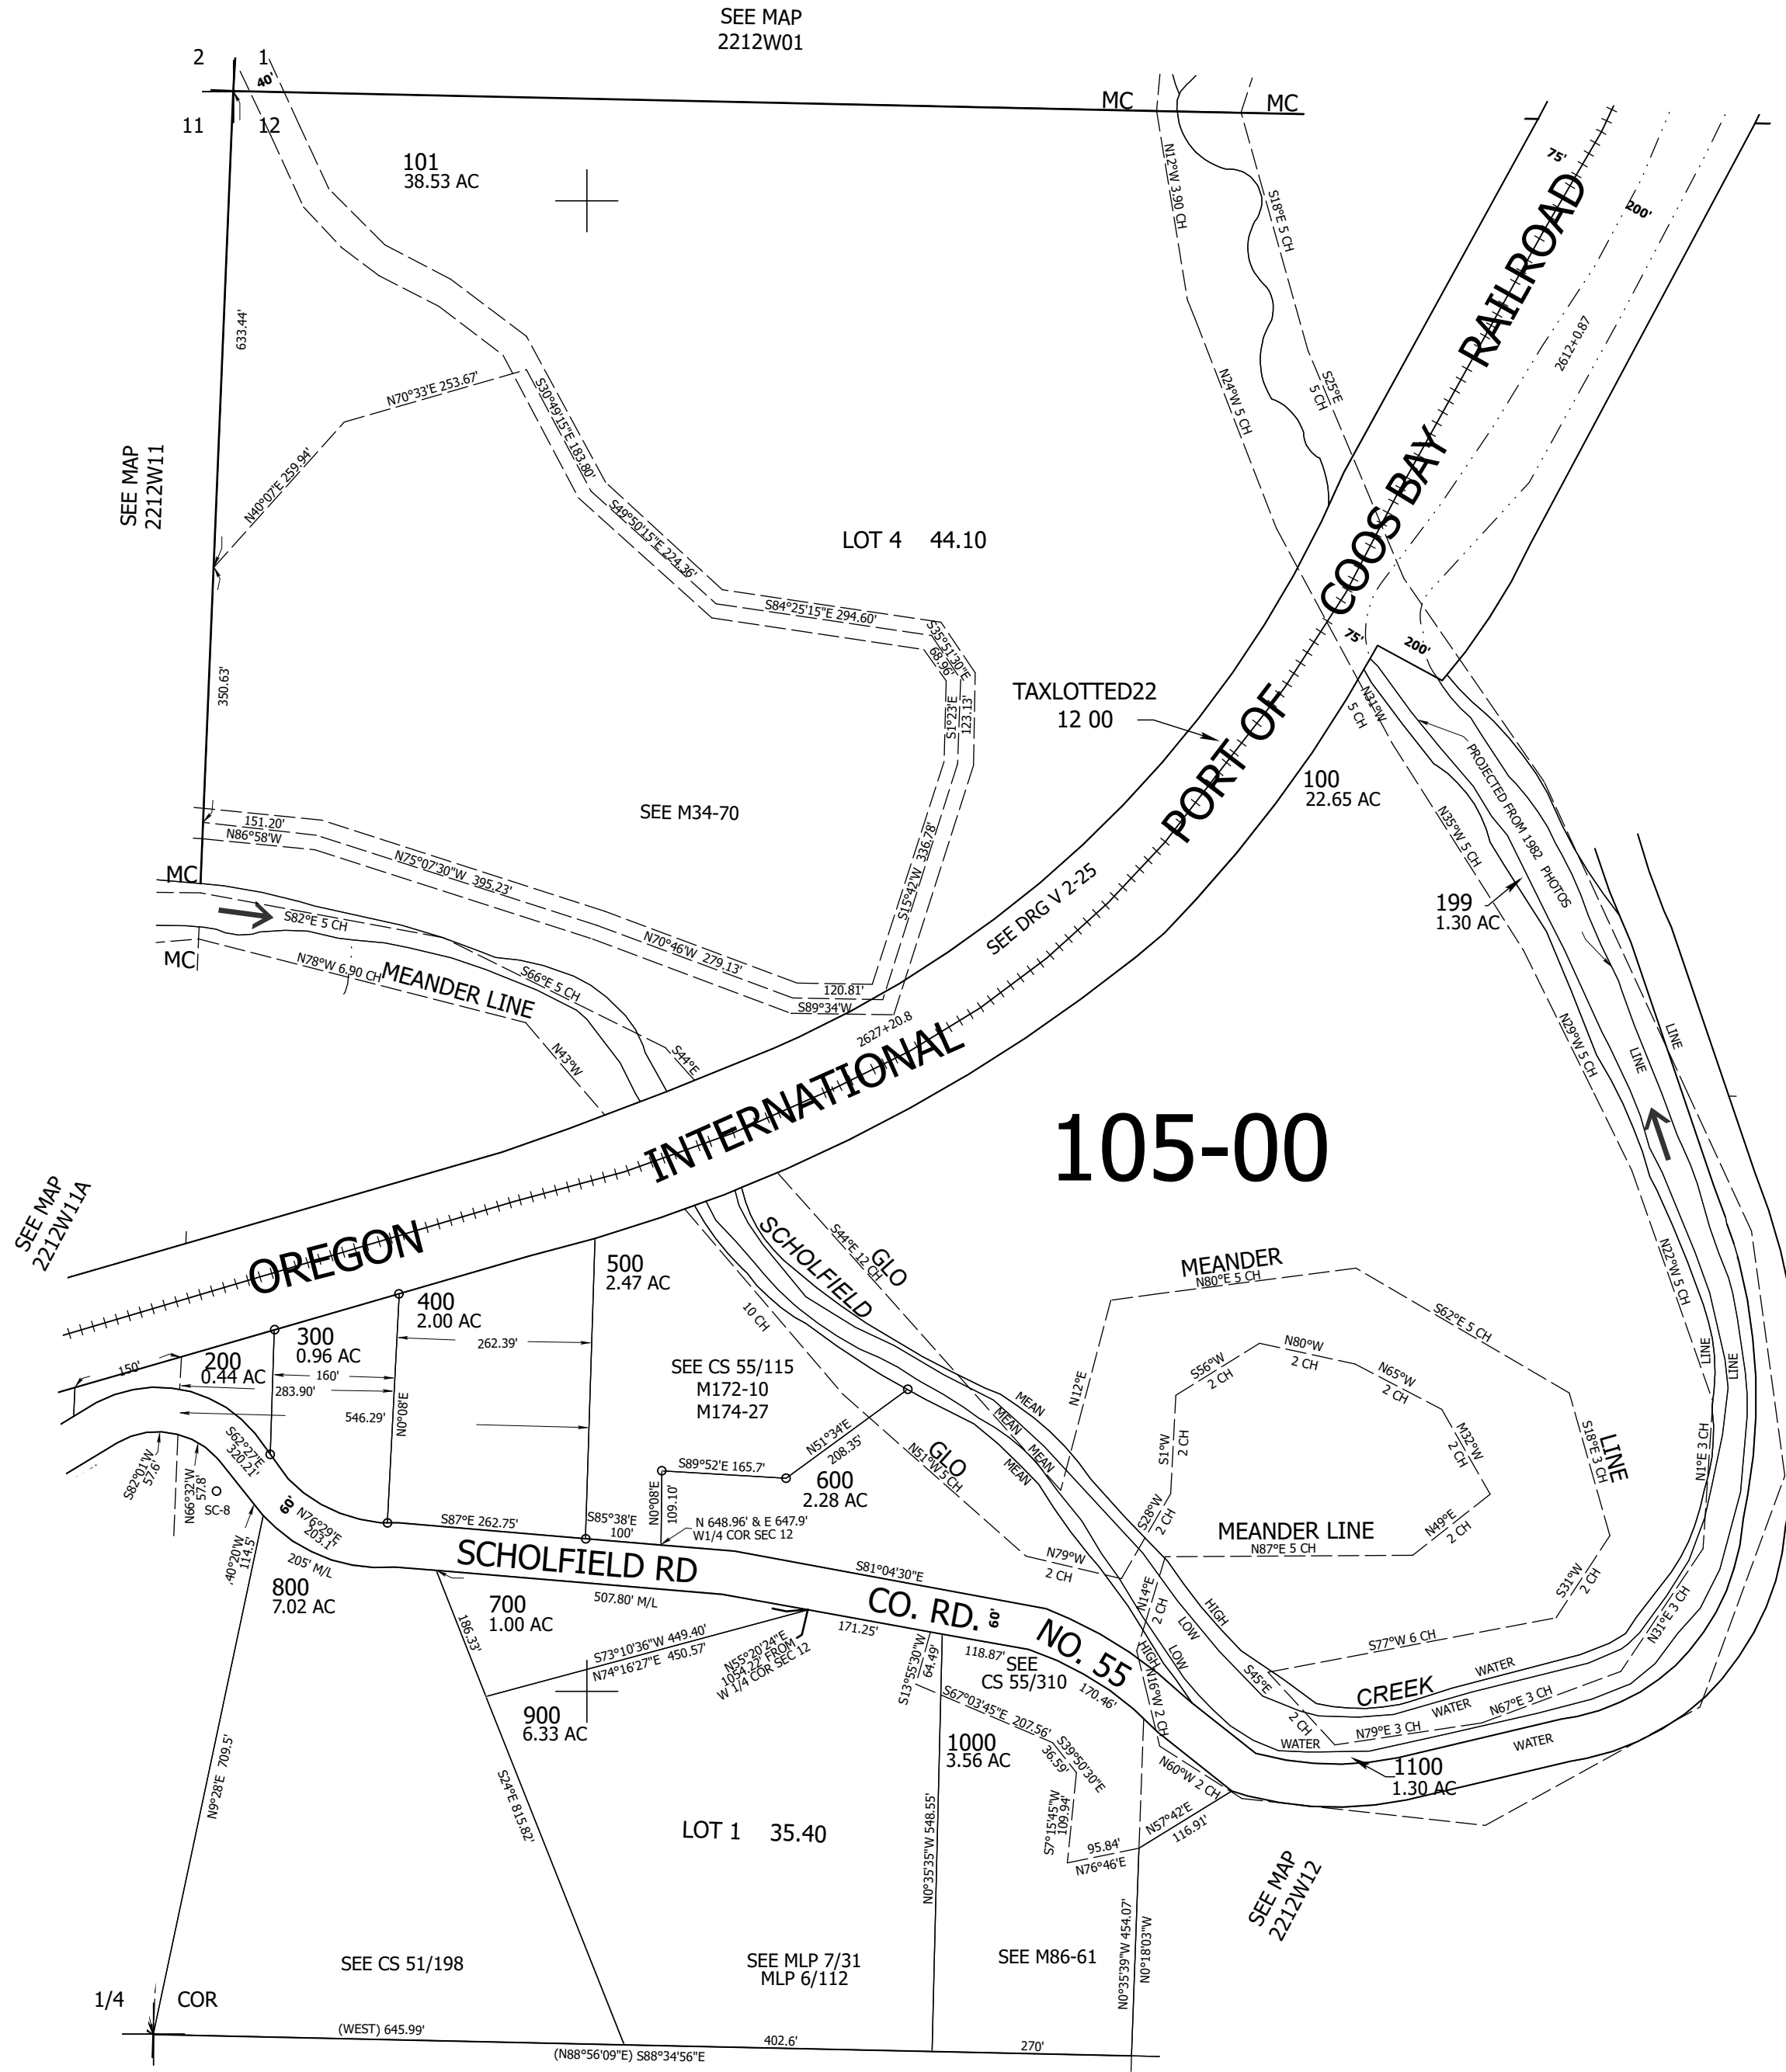 SEE MAP
2212W01
2 1
40'
11 12
MC
MC
101
38.53 AC
N12°W 3.90 CH
S18°E 5 CH
75'
200'
RAILROAD
2612+0.87
633.44'
N70°33'E 253.67'
N40°07'E 259.94'
S30°49'15"E 183.80'
N24°W 5 CH
S25°E
5 CH
SEE MAP
2212W11
COOS BAY
S49°50'15"E 224.36'
LOT 4 44.10
S84°25'15"E 294.60'
S35°51'30"E
68.96'
75'
200'
350.63'
S1°23'E
123.13'
TAXLOTTED22
12 00
N31°W
5 CH
PORT OF
PROJECTED FROM 1982 PHOTOS
100
22.65 AC
SEE M34-70
151.20'
N86°58'W
N75°07'30"W 395.23'
S15°42'W 336.78'
N35°W 5 CH
MC
SEE DRG V 2-25
199
1.30 AC
S82°E 5 CH
N70°46'W 279.13'
MC
N78°W 6.90 CH
MEANDER LINE
S66°E 5 CH
120.81'
S89°34'W
2627+20.8
N43°W
S44°E
N29°W 5 CH
LINE
LINE
INTERNATIONAL
105-00
SEE MAP
2212W11A
OREGON
SCHOLFIELD
S44°E 12 CH
GLO
MEANDER
N80°E 5 CH
N22°W 5 CH
500
2.47 AC
400
2.00 AC
10 CH
S62°E 5 CH
300
0.96 AC
262.39'
200
0.44 AC
150'
160'
283.90'
SEE CS 55/115
M172-10
M174-27
N80°W
2 CH
S56°W
2 CH
N65°W
2 CH
LINE
LINE
546.29'
N0°08'E
N12°E
MEAN
MEAN
MEAN
MEAN
M32°W
2 CH
S18°E 3 CH
LINE
N1°E 3 CH
S62°27'E
320.21'
N51°34'E
208.35'
GLO
N51°W 5 CH
S1°W
2 CH
S82°01'W
57.6'
N66°32'W
57.8'
SC-8
S89°52'E 165.7'
600
2.28 AC
60'
N76°29'E
203.1'
S87°E 262.75'
S85°38'E
100'
N0°08'E
109.10'
N 648.96' & E 647.9'
W1/4 COR SEC 12
S28°W
2 CH
MEANDER LINE
N87°E 5 CH
N49°E
2 CH
.40°20'W
114.5'
205' M/L
SCHOLFIELD RD
S81°04'30"E
N79°W
2 CH
S31°W
2 CH
800
7.02 AC
700
1.00 AC
507.80' M/L
CO. RD.
60'
NO. 55
N14°E
2 CH
HIGH
LOW
LOW
HIGH
N31°E 3 CH
186.33'
S73°10'36"W 449.40'
N74°16'27"E 450.57'
N55°20'24"E
1054.22' FROM
W 1/4 COR SEC 12
171.25'
S13°55'30"W
64.49'
118.87'
SEE
CS 55/310
170.46'
S77°W 6 CH
S45°E
2 CH
N16°W 2 CH
CREEK
WATER
WATER
WATER
WATER
N67°E 3 CH
N79°E 3 CH
900
6.33 AC
S67°03'45"E 207.56'
1000
3.56 AC
S39°50'30"E
36.59'
N60°W 2 CH
1100
1.30 AC
N9°28'E 709.5'
S24°E 815.82'
LOT 1 35.40
N0°35'35"W 548.55'
S7°15'45"W
109.94'
95.84'
N76°46'E
N57°42'E
116.91'
SEE MAP
2212W12
SEE CS 51/198
SEE MLP 7/31
MLP 6/112
SEE M86-61
N0°35'39"W 454.07'
N0°18'03"W
1/4 COR
(WEST) 645.99'
402.6'
270'
(N88°56'09"E) S88°34'56"E